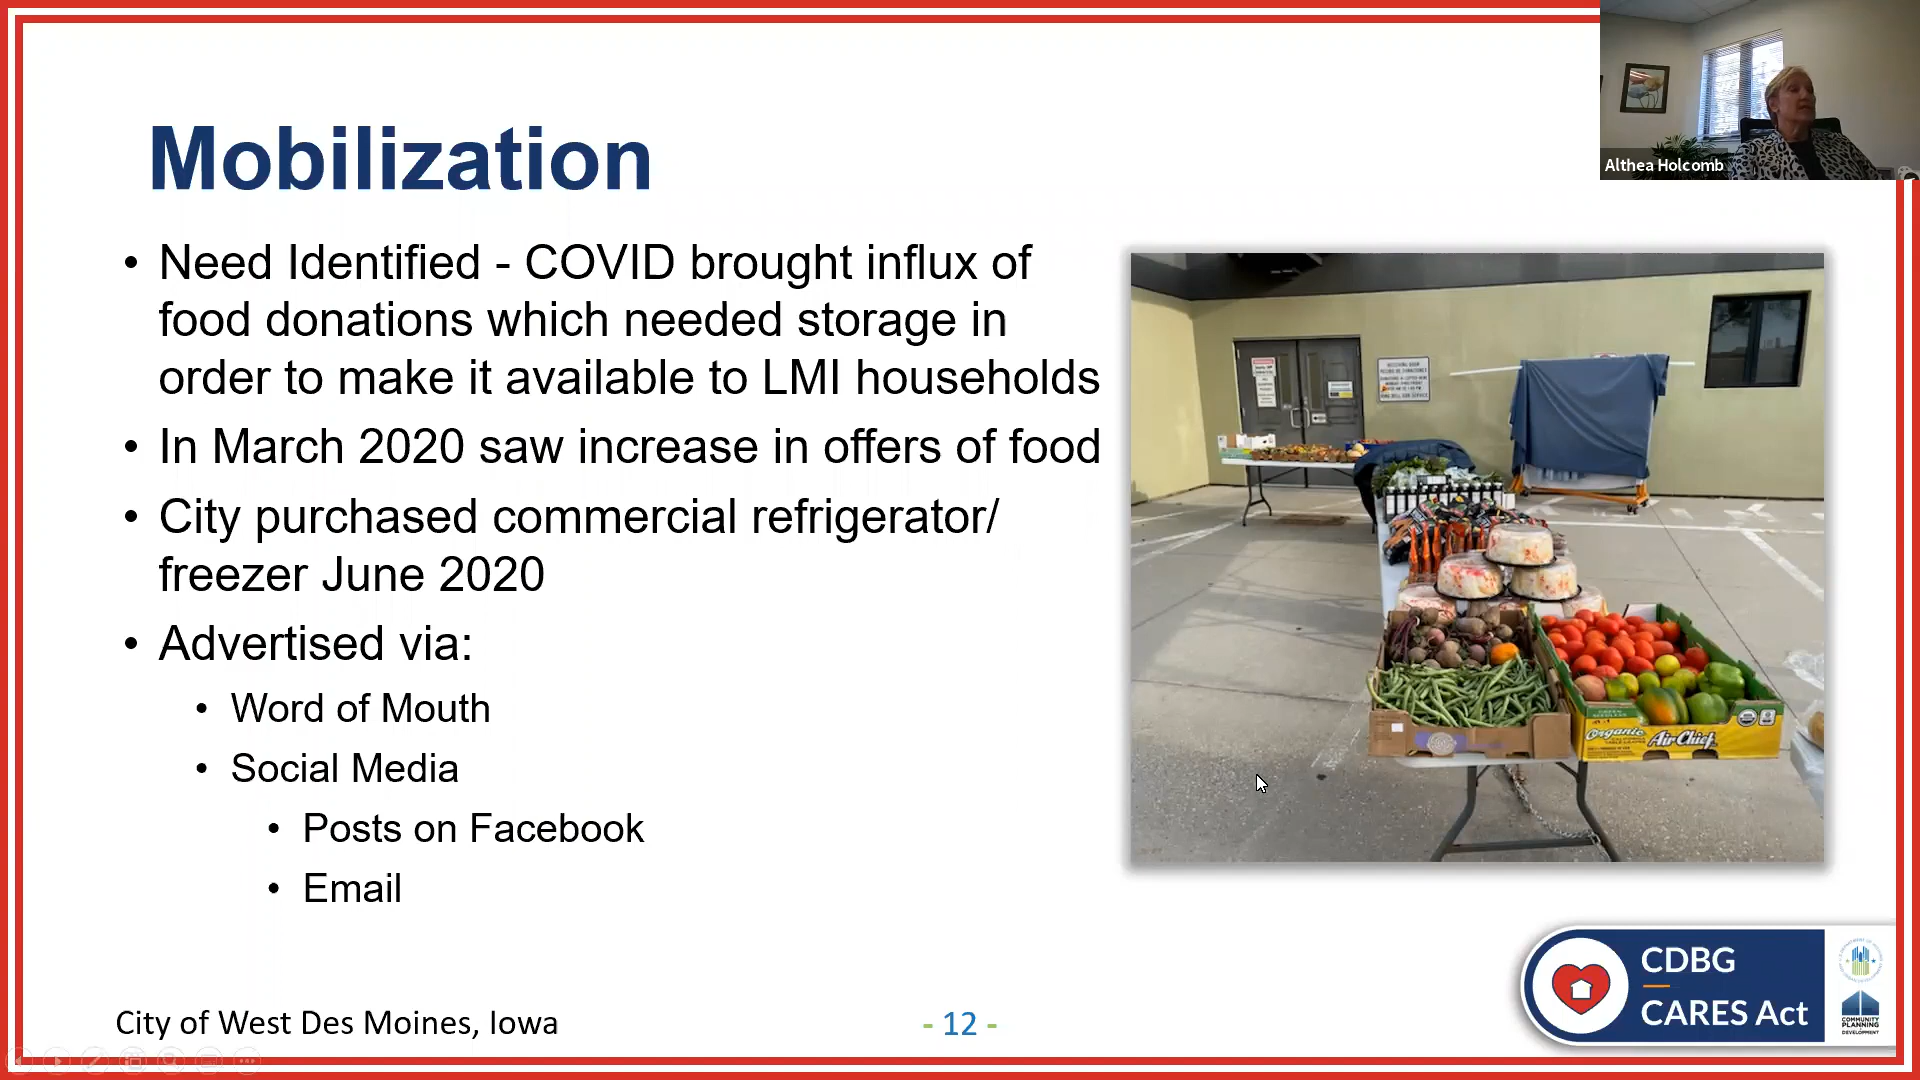 Althea Holcomb
Mobilization
• Need Identified - COVID brought influx of
food donations which needed storage in
order to make it available to LMI households
• In March 2020 saw increase in offers of food
• City purchased commercial refrigerator/
freezer June 2020
• Advertised via:
• Word of Mouth
• Social Media
• Posts on Facebook
• Email
Organic
Air Chief
CDBG
CARES Act
COMMUNITY
PLANNING
DEVELOPMENT
City of West Des Moines, Iowa
- 12 -